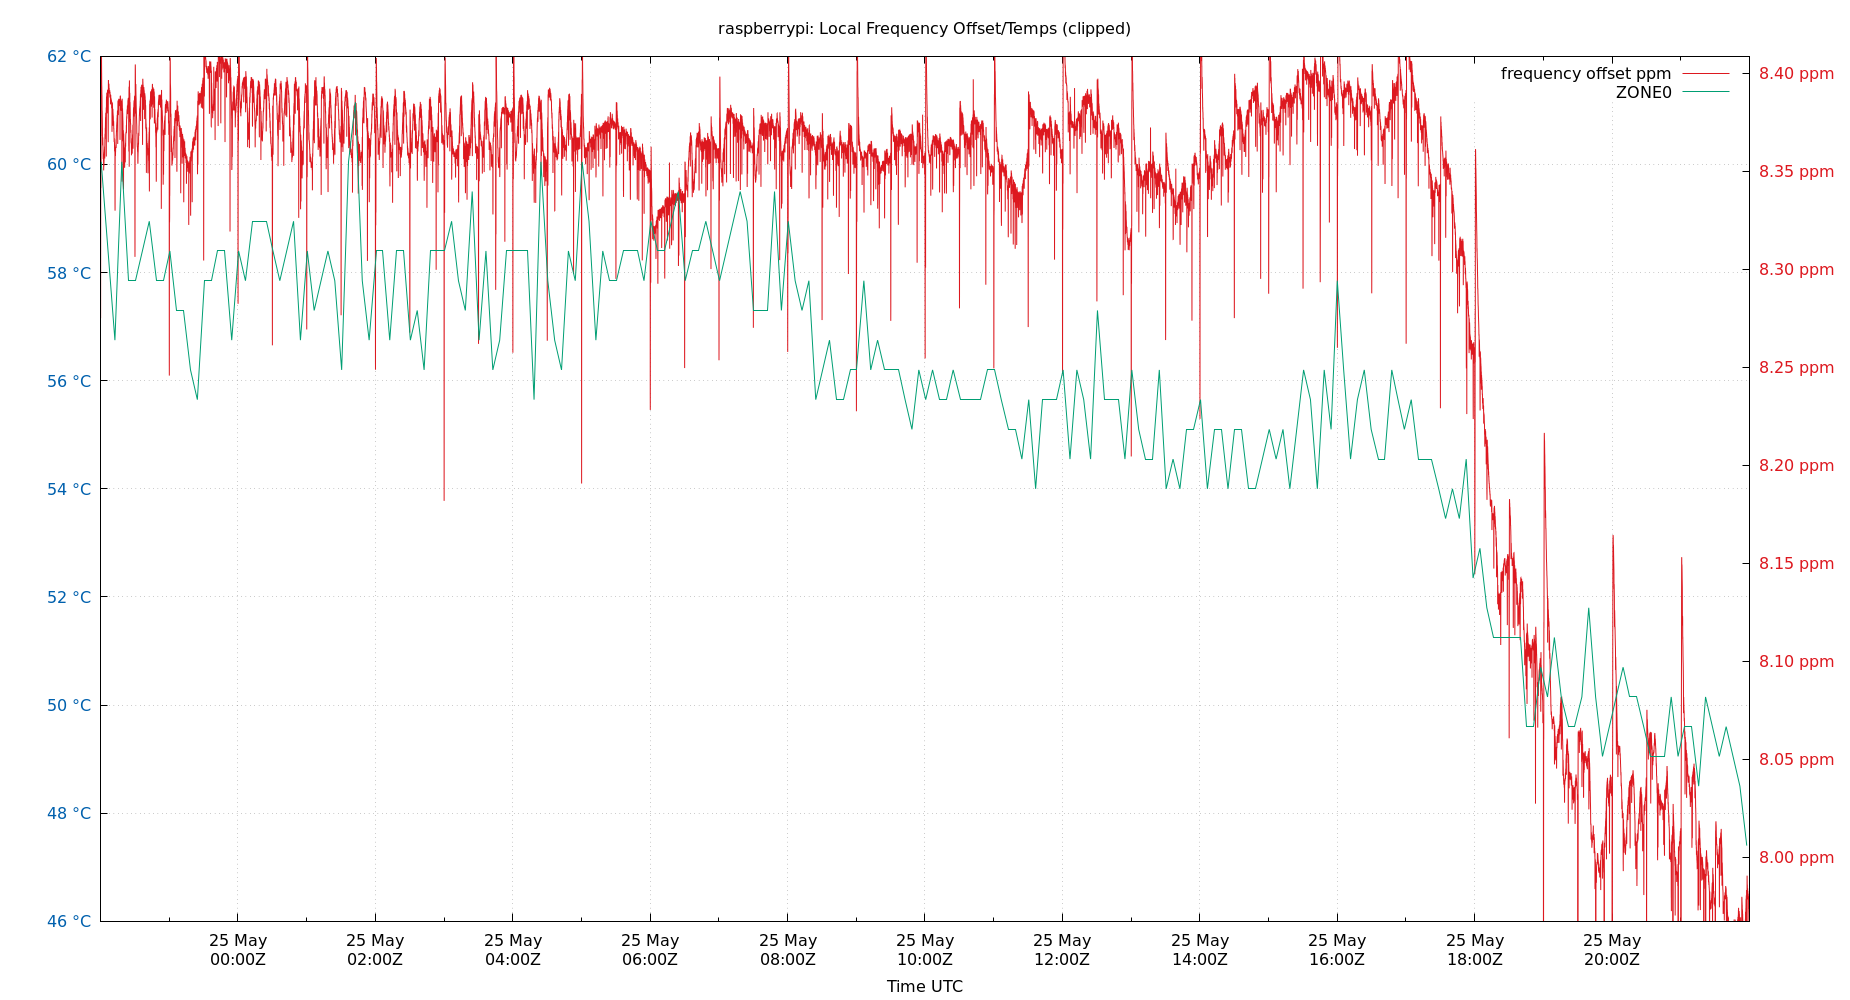 raspberrypi: Local Frequency Offset/Temps (clipped)
frequency offset ppm
ZONE0
62 °C
60 °C
58 °C
56 °C
54 °C
52 °C
50 °C
48 °C
46 °C
8.40 ppm
8.35 ppm
8.30 ppm
8.25 ppm
8.20 ppm
8.15 ppm
8.10 ppm
8.05 ppm
8.00 ppm
25 May 25 May 25 May 25 May 25 May 25 May 25 May 25 May 25 May 25 May 25 May
00:00Z 02:00Z 04:00Z 06:00Z 08:00Z 10:00Z 12:00Z 14:00Z 16:00Z 18:00Z 20:00Z
Time UTC